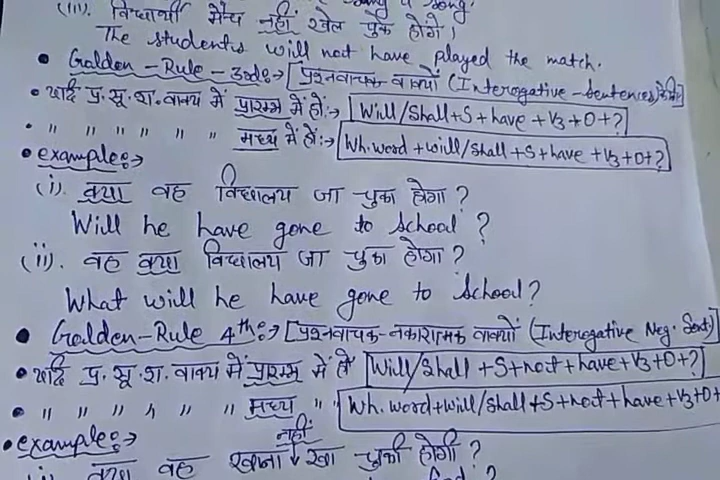 (iii). विद्यार्थी मैच नहीं खेल चुके होगे।
The students will not have played the match.
• Golden-Rule-3rd:→ [प्रश्नवाचक वाक्यों (Interogative-Sentences)
• यदि प्र. सू. श. वाक्य में प्रारम्भ में हों:→ Will/Shall+S+have+V3+O+?
• " " " " " " मध्य में हों:→ Wh.word+will/shall+S+have+V3+O+?
• example:→
(i). क्या वह विद्यालय जा चुका होगा?
Will he have gone to School?
(ii). वह क्या विद्यालय जा चुका होगा?
What will he have gone to School?
• Golden-Rule 4th:→ [प्रश्नवाचक-नकारात्मक वाक्यों (Interogative Neg. Sent.)]
• यदि प्र. सू. श. वाक्य में प्रारम्भ में हों Will/Shall+S+not+have+V3+O+?
• " " " " " " मध्य " " Wh.word+will/shall+S+not+have+V3+O+
• example:→
क्या वह खाना नहीं खा चुकी होगी?